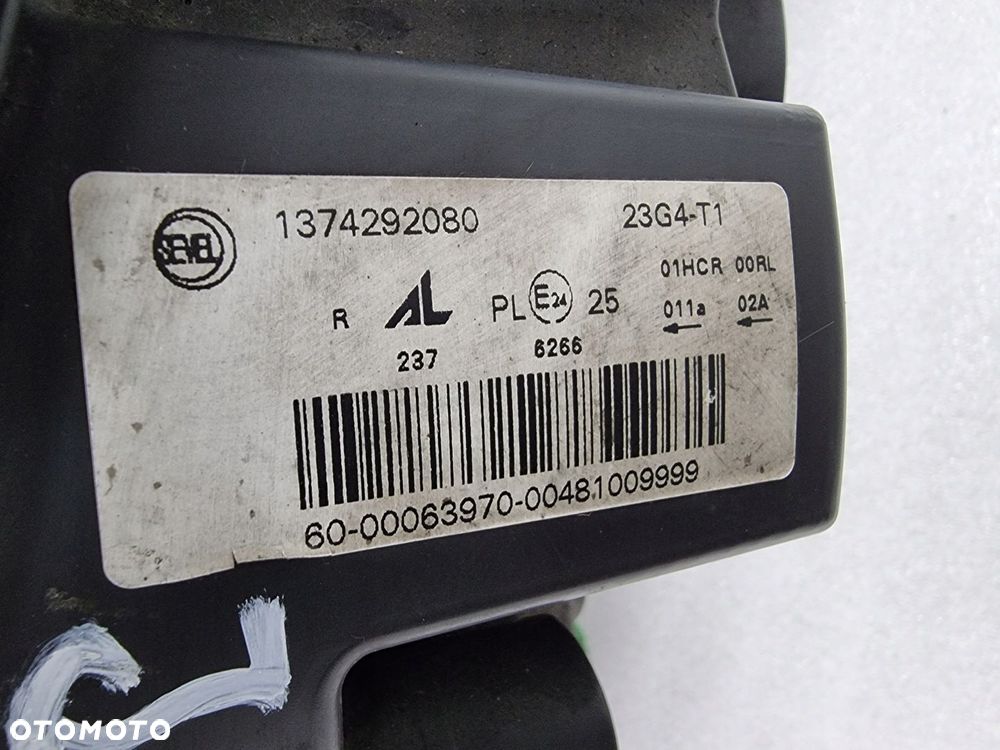 SEVEL
1374292080 23G4-T1
01HCR 00RL
R AL PL E24 25 011a 02A
237 6266
60-00063970-00481009999
OTOMOTO